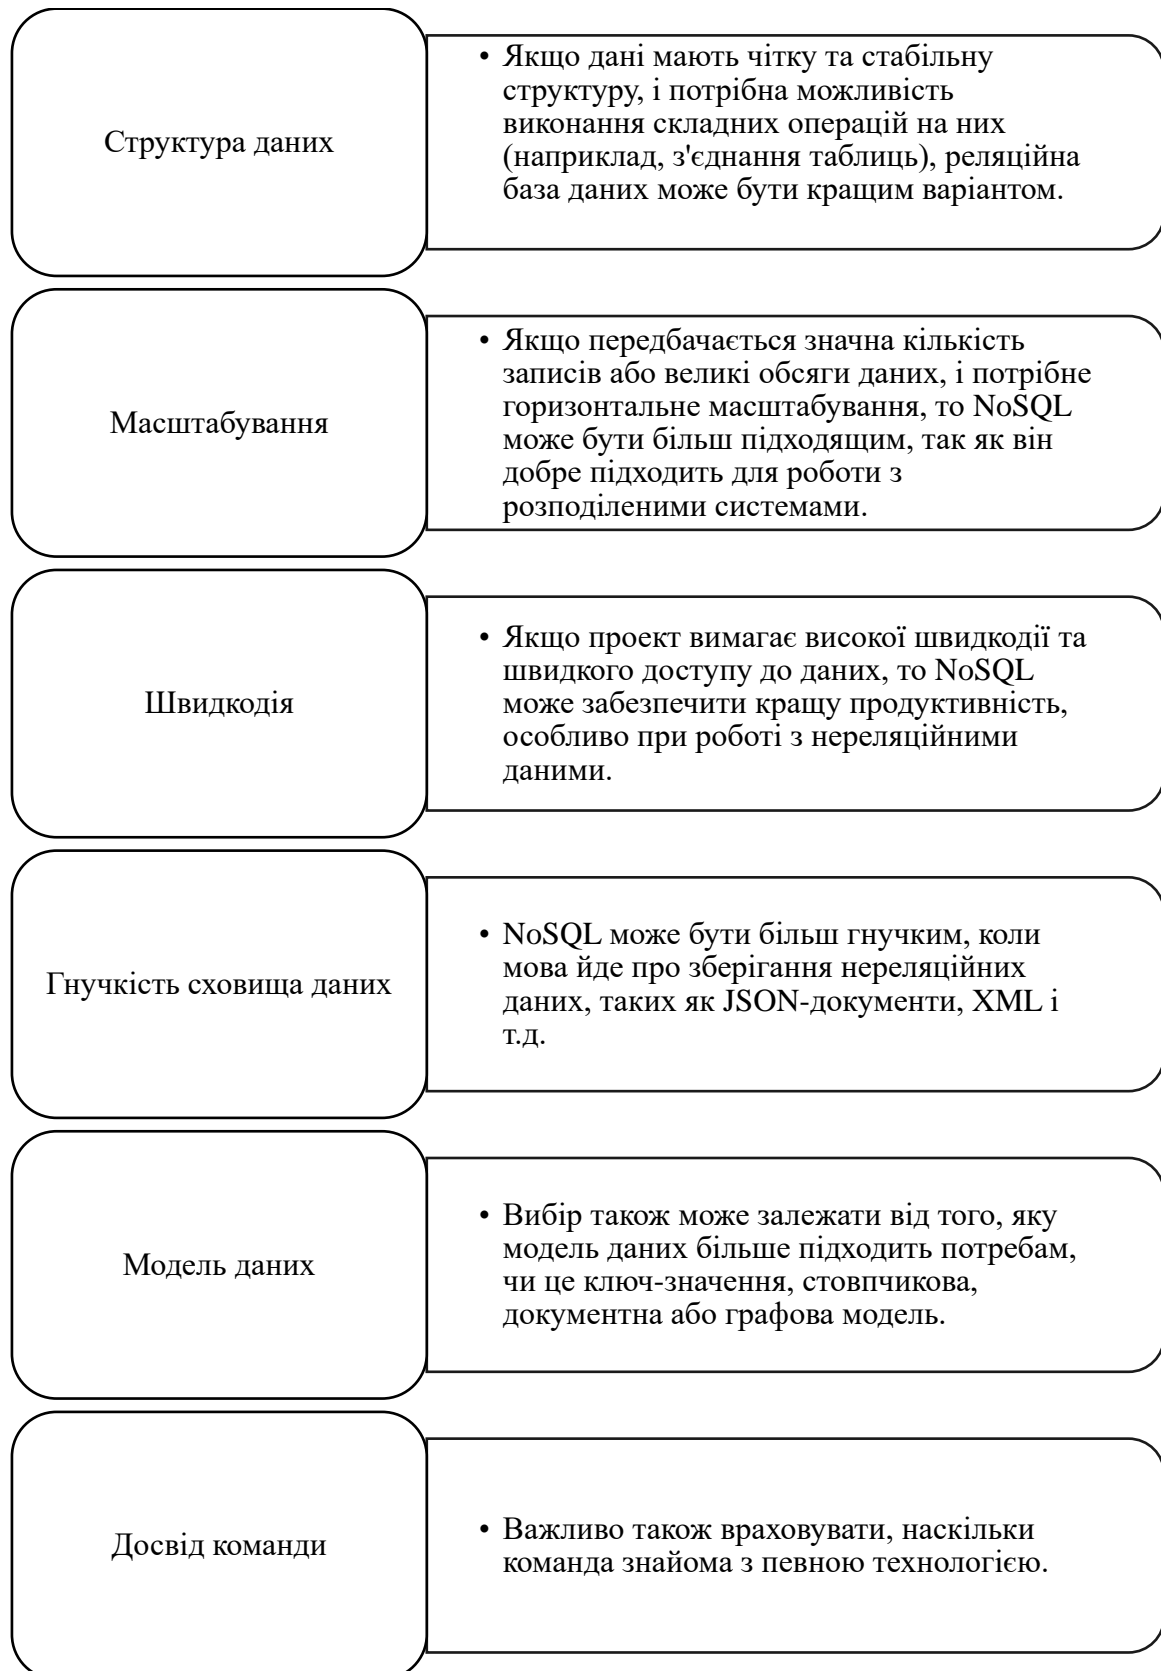 Структура даних
• Якщо дані мають чітку та стабільну
структуру, і потрібна можливість
виконання складних операцій на них
(наприклад, з'єднання таблиць), реляційна
база даних може бути кращим варіантом.
Масштабування
• Якщо передбачається значна кількість
записів або великі обсяги даних, і потрібне
горизонтальне масштабування, то NoSQL
може бути більш підходящим, так як він
добре підходить для роботи з
розподіленими системами.
Швидкодія
• Якщо проект вимагає високої швидкодії та
швидкого доступу до даних, то NoSQL
може забезпечити кращу продуктивність,
особливо при роботі з нереляційними
даними.
Гнучкість сховища даних
• NoSQL може бути більш гнучким, коли
мова йде про зберігання нереляційних
даних, таких як JSON-документи, XML і
т.д.
Модель даних
• Вибір також може залежати від того, яку
модель даних більше підходить потребам,
чи це ключ-значення, стовпчикова,
документна або графова модель.
Досвід команди
• Важливо також враховувати, наскільки
команда знайома з певною технологією.